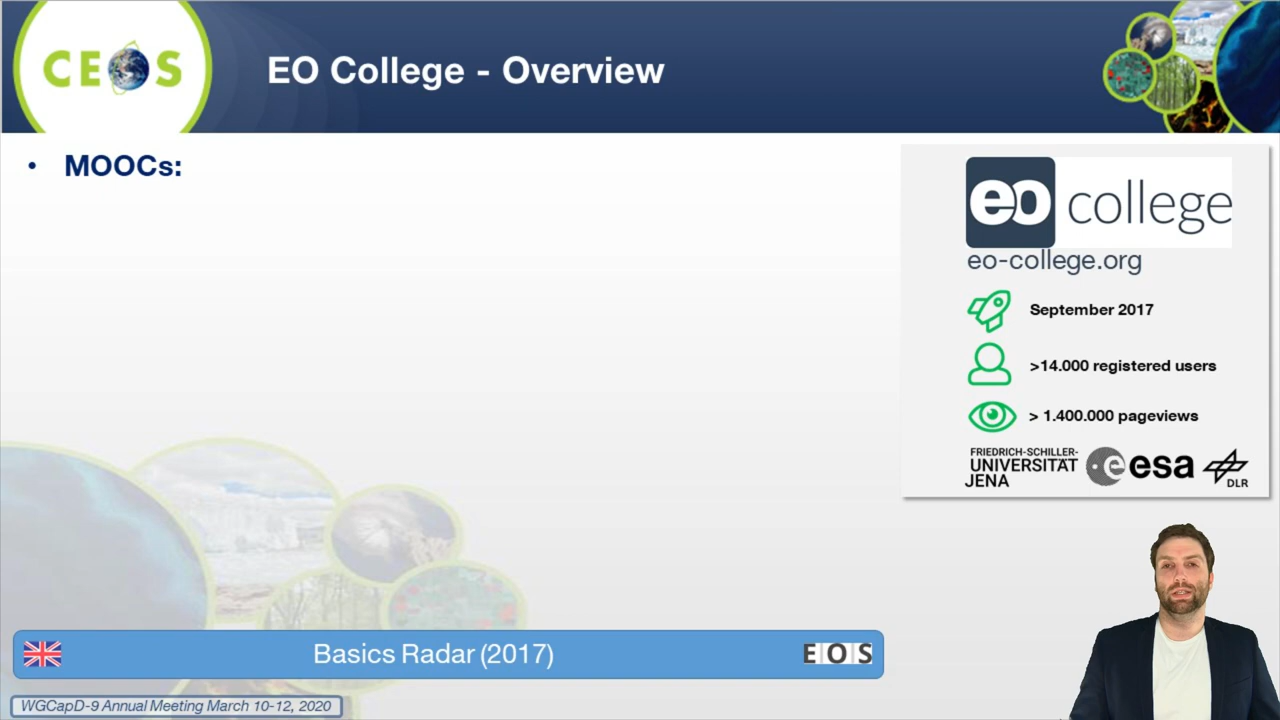 CEOS
EO College - Overview
• MOOCs:
eo college
eo-college.org
September 2017
>14.000 registered users
> 1.400.000 pageviews
FRIEDRICH-SCHILLER-
UNIVERSITÄT
JENA
esa
DLR
Basics Radar (2017)
EOS
WGCapD-9 Annual Meeting March 10-12, 2020